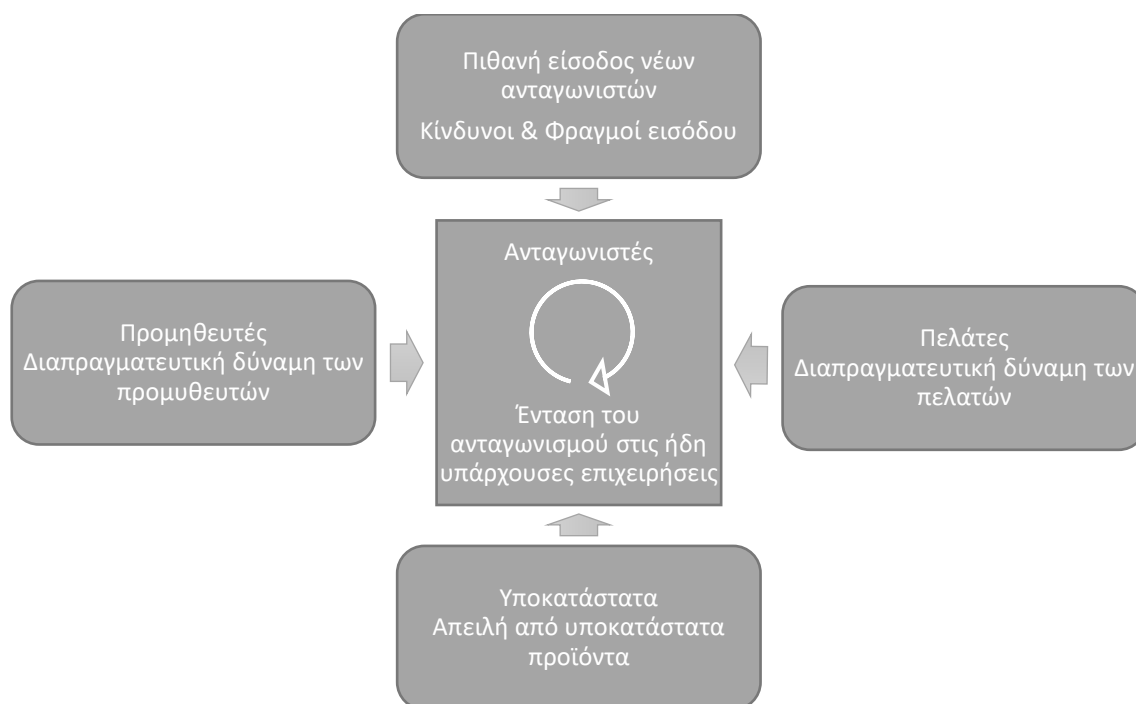 Πιθανή είσοδος νέων
ανταγωνιστών
Κίνδυνοι & Φραγμοί εισόδου
Ανταγωνιστές
Προμηθευτές
Διαπραγματευτική δύναμη των
προμυθευτών
Πελάτες
Διαπραγματευτική δύναμη των
πελατών
Ένταση του
ανταγωνισμού στις ήδη
υπάρχουσες επιχειρήσεις
Υποκατάστατα
Απειλή από υποκατάστατα
προϊόντα